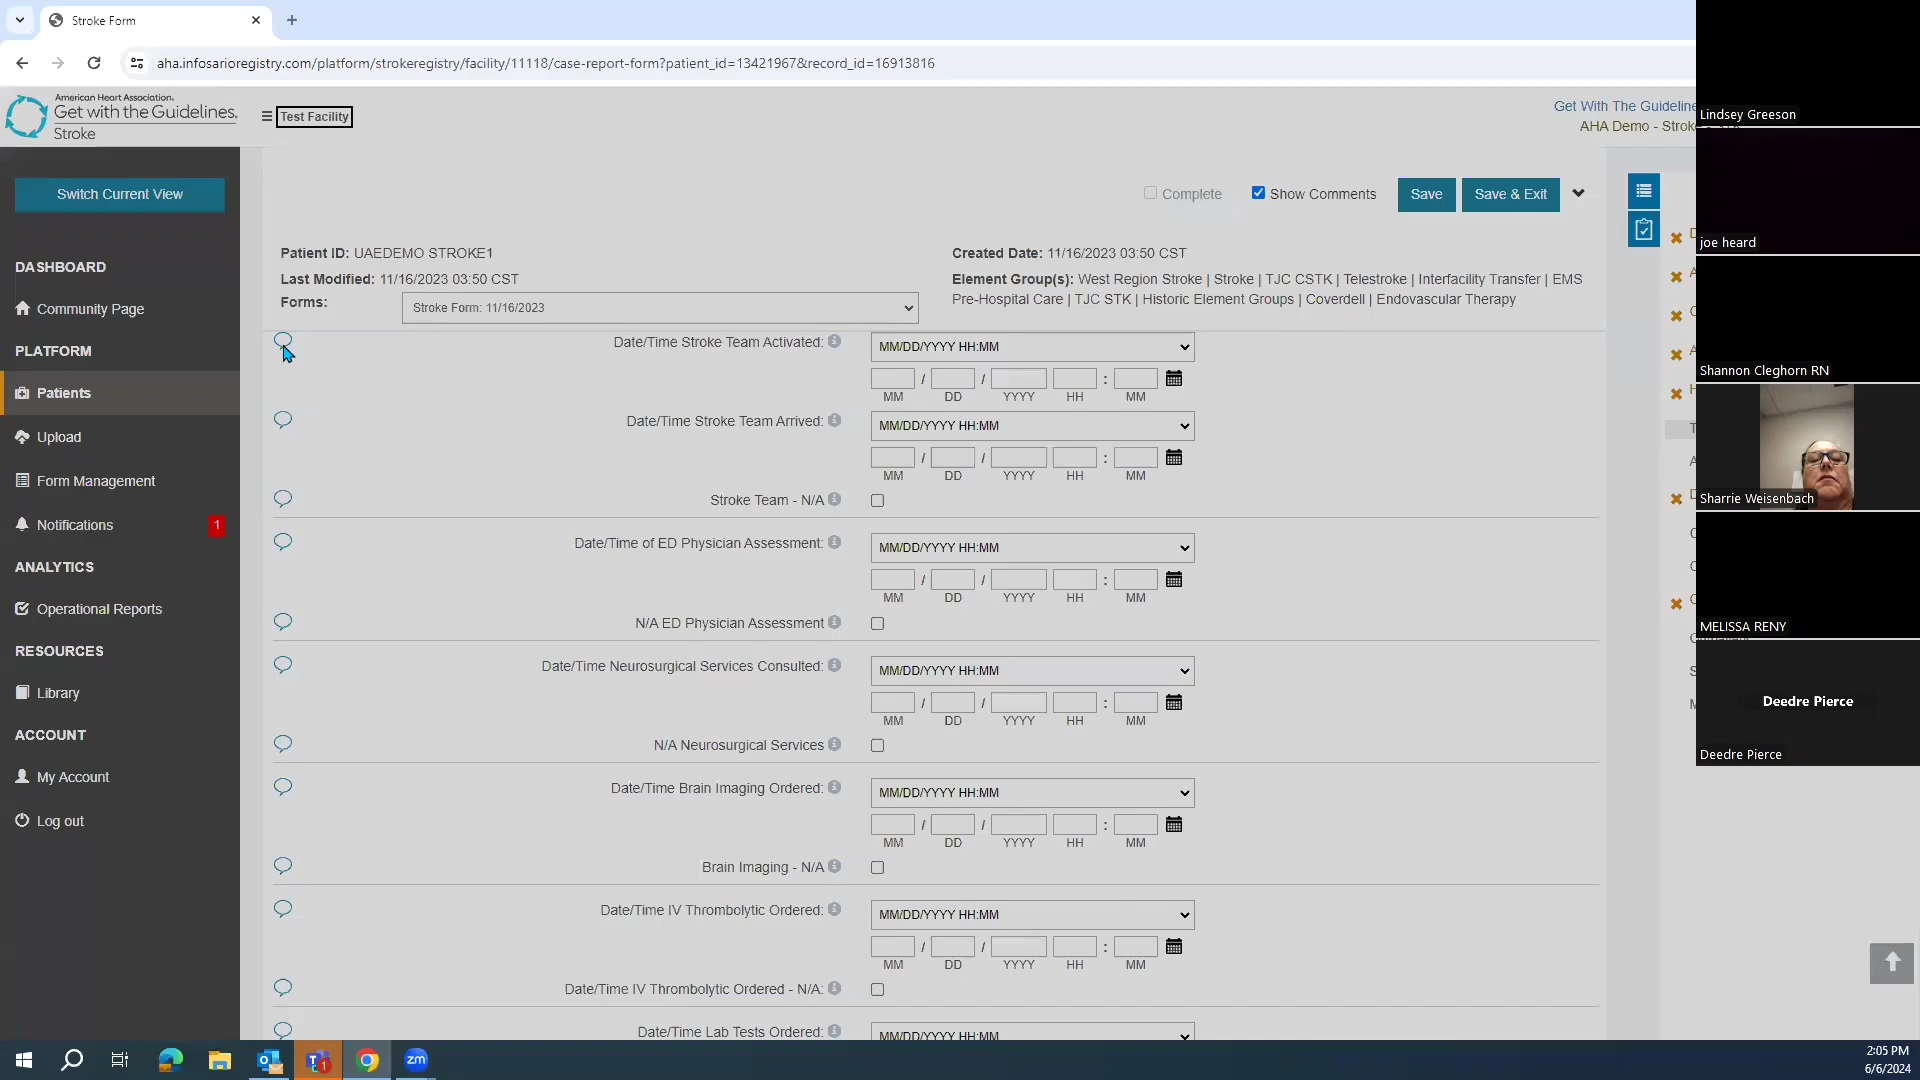 Stroke Form
aha.infosarioregistry.com/platform/strokeregistry/facility/11118/case-report-form?patient_id=13421967&record_id=16913816
American Heart Association.
Get with the Guidelines.
Stroke
Test Facility
Get With The Guideline
AHA Demo - Strok
Switch Current View
DASHBOARD
Community Page
PLATFORM
Patients
Upload
Form Management
Notifications 1
ANALYTICS
Operational Reports
RESOURCES
Library
ACCOUNT
My Account
Log out
Complete Show Comments Save Save & Exit
Patient ID: UAEDEMO STROKE1
Last Modified: 11/16/2023 03:50 CST
Forms: Stroke Form: 11/16/2023
Created Date: 11/16/2023 03:50 CST
Element Group(s): West Region Stroke | Stroke | TJC CSTK | Telestroke | Interfacility Transfer | EMS
Pre-Hospital Care | TJC STK | Historic Element Groups | Coverdell | Endovascular Therapy
Date/Time Stroke Team Activated: MM/DD/YYYY HH:MM
/ / :
MM DD YYYY HH MM
Date/Time Stroke Team Arrived: MM/DD/YYYY HH:MM
/ / :
MM DD YYYY HH MM
Stroke Team - N/A
Date/Time of ED Physician Assessment: MM/DD/YYYY HH:MM
/ / :
MM DD YYYY HH MM
N/A ED Physician Assessment
Date/Time Neurosurgical Services Consulted: MM/DD/YYYY HH:MM
/ / :
MM DD YYYY HH MM
N/A Neurosurgical Services
Date/Time Brain Imaging Ordered: MM/DD/YYYY HH:MM
/ / :
MM DD YYYY HH MM
Brain Imaging - N/A
Date/Time IV Thrombolytic Ordered: MM/DD/YYYY HH:MM
/ / :
MM DD YYYY HH MM
Date/Time IV Thrombolytic Ordered - N/A:
Date/Time Lab Tests Ordered: MM/DD/YYYY HH:MM
Lindsey Greeson
joe heard
Shannon Cleghorn RN
Sharrie Weisenbach
MELISSA RENY
Deedre Pierce
Deedre Pierce
zm
2:05 PM
6/6/2024